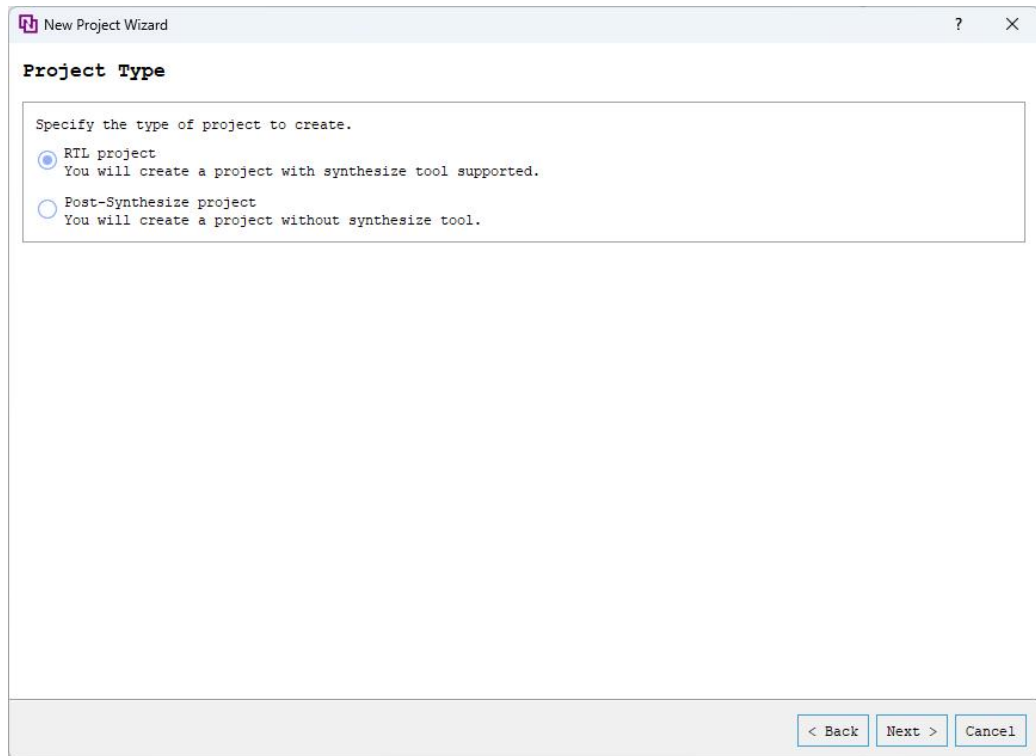 New Project Wizard
?
Project Type
Specify the type of project to create.
RTL project
You will create a project with synthesize tool supported.
Post-Synthesize project
You will create a project without synthesize tool.
< Back
Next >
Cancel